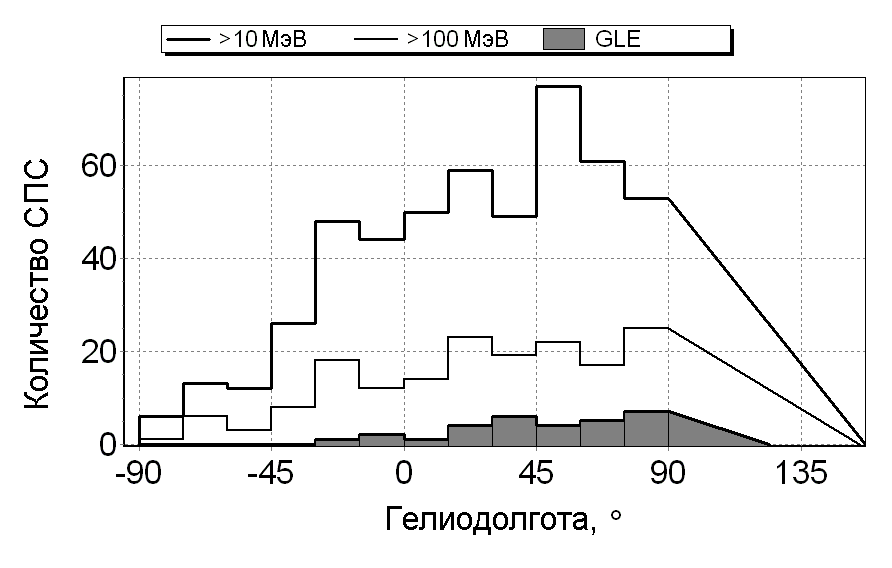 >10 МэВ >100 МэВ GLE
Количество СПС
60
40
20
0
-90 -45 0 45 90 135
Гелиодолгота, °